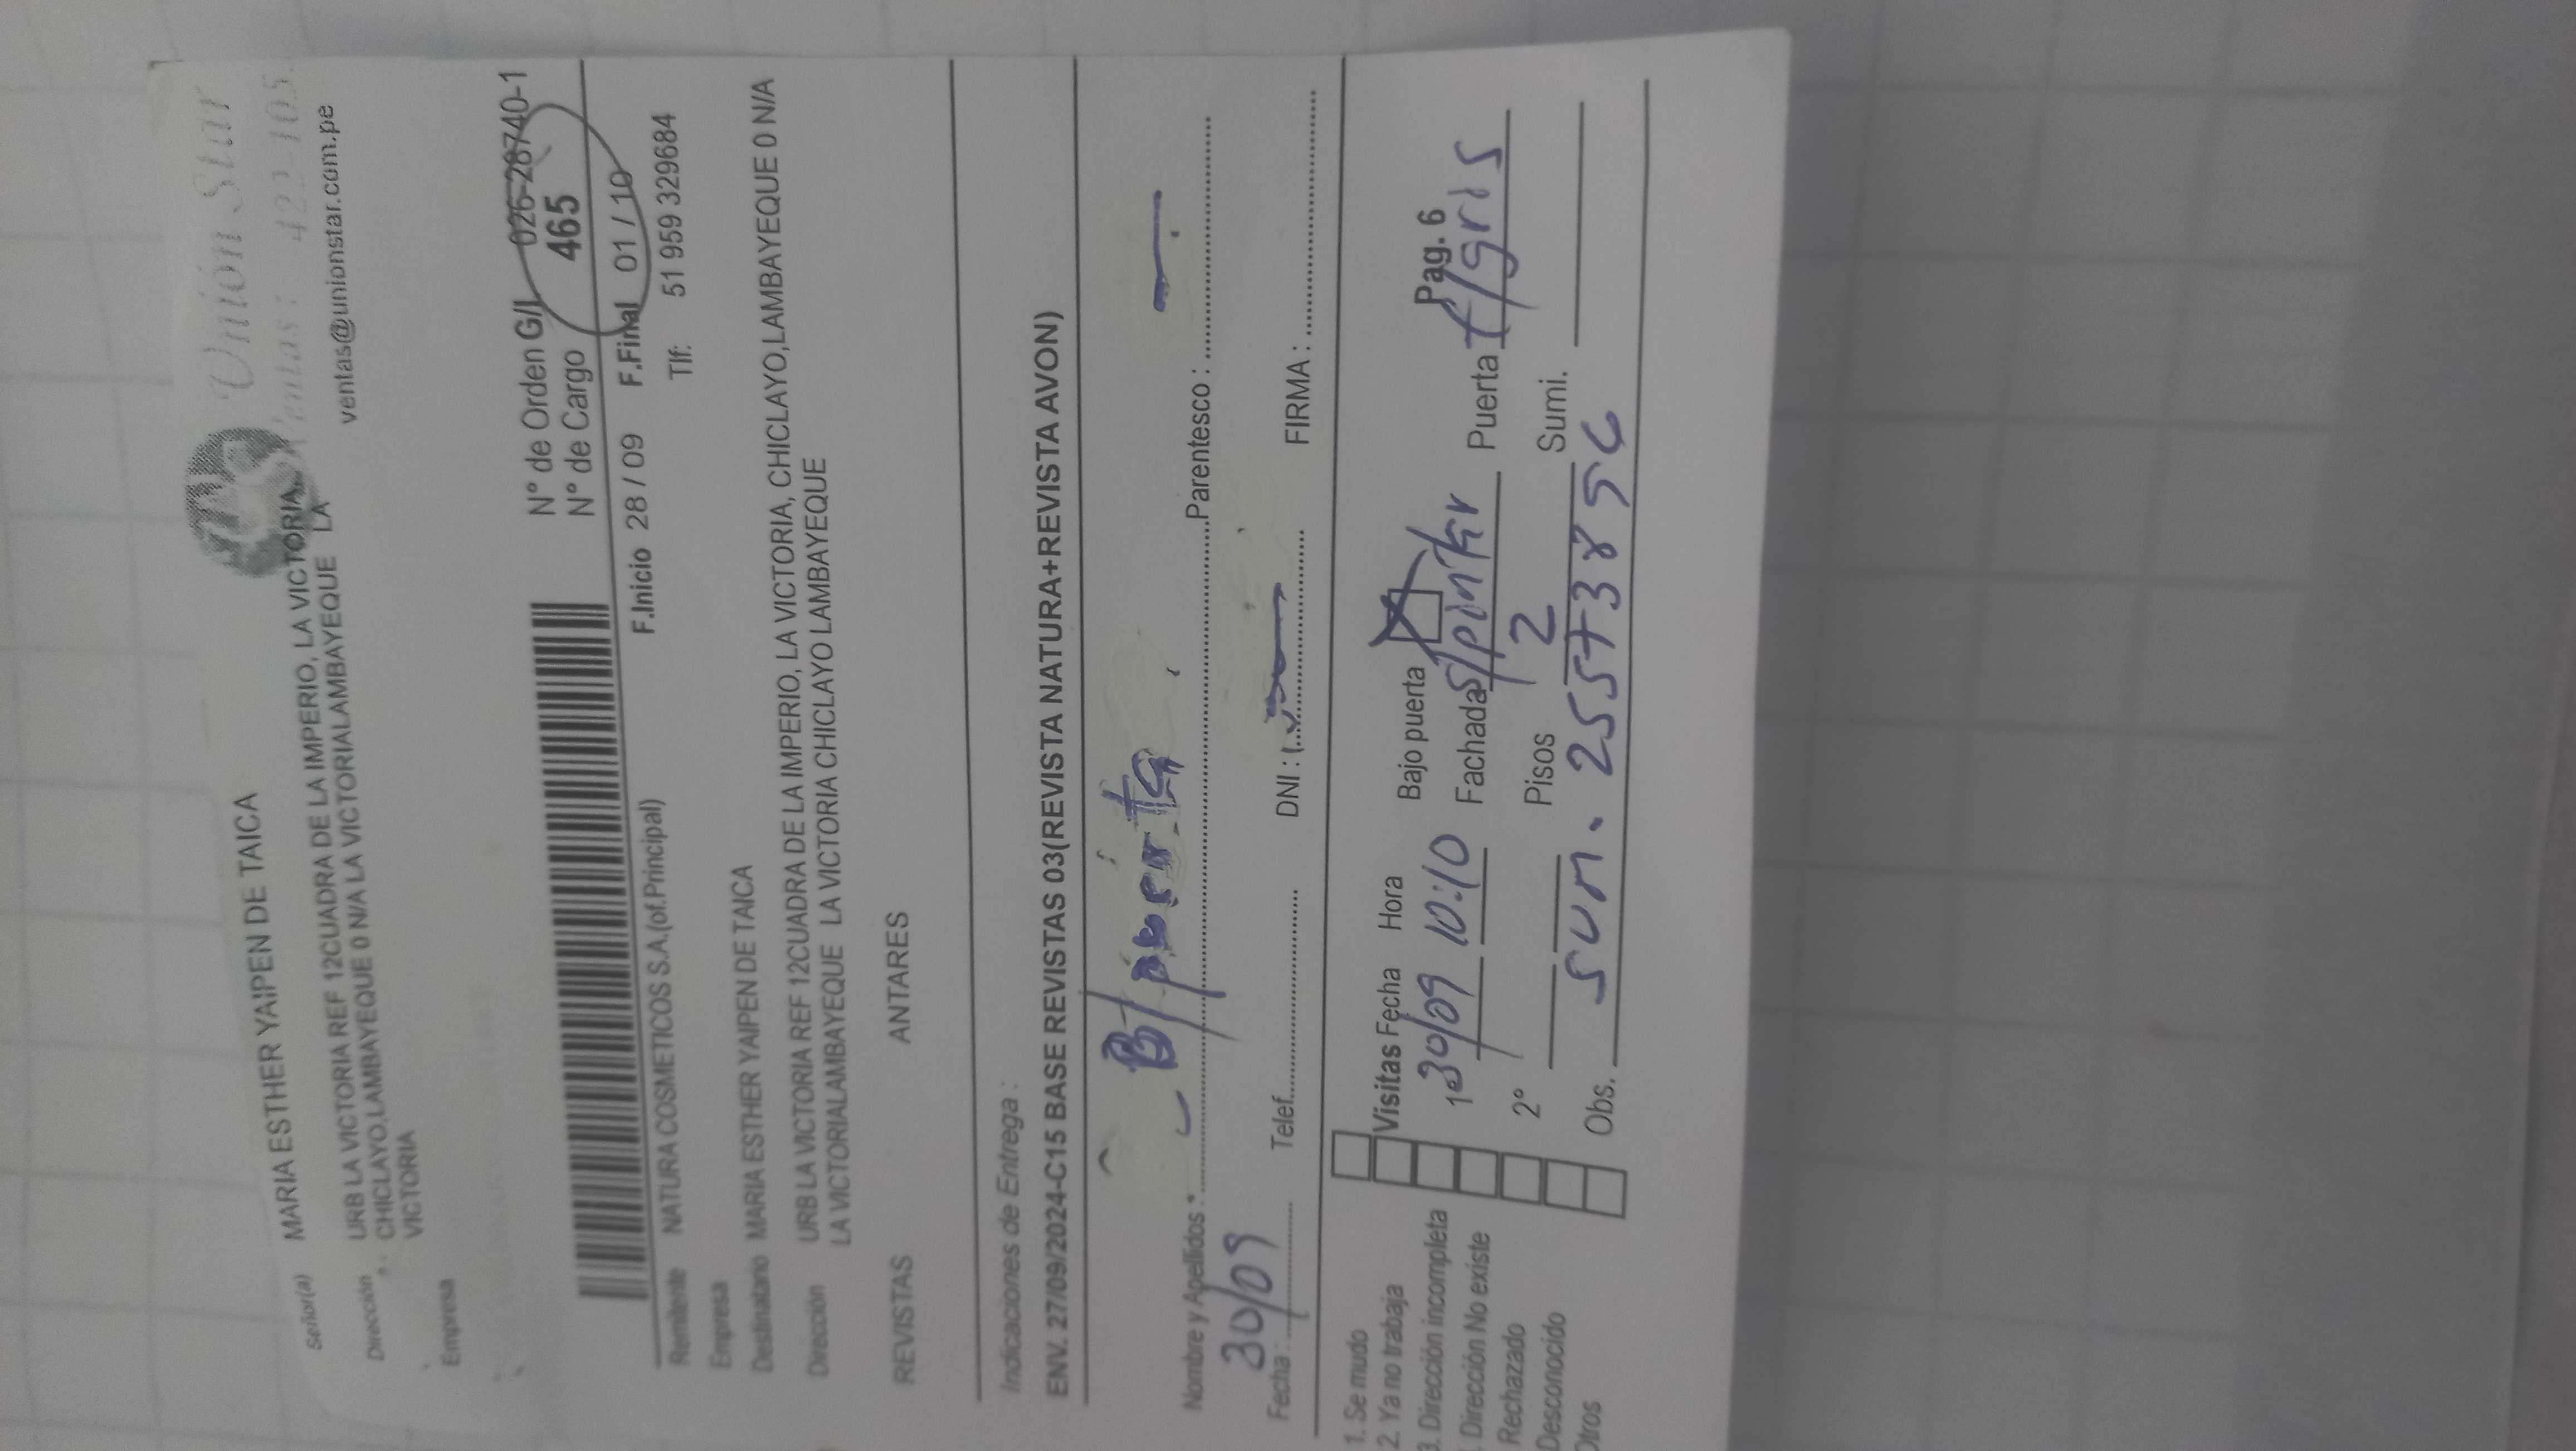 Unión Star
Ventas: 422-105
ventas@unionstar.com.pe
Señor(a) MARIA ESTHER YAIPEN DE TAICA
Dirección URB LA VICTORIA REF 12CUADRA DE LA IMPERIO, LA VICTORIA,
CHICLAYO,LAMBAYEQUE 0 N/A LA VICTORIALAMBAYEQUE LA
VICTORIA
Empresa
N° de Orden G/I 026-28740-1
N° de Cargo 465
F.Inicio 28 / 09 F.Final 01 / 10
Remitente NATURA COSMETICOS S.A.(of.Principal) Tlf: 51 959 329684
Empresa
Destinatario MARIA ESTHER YAIPEN DE TAICA
Dirección URB LA VICTORIA REF 12CUADRA DE LA IMPERIO, LA VICTORIA, CHICLAYO,LAMBAYEQUE 0 N/A
LA VICTORIALAMBAYEQUE LA VICTORIA CHICLAYO LAMBAYEQUE
REVISTAS ANTARES
Indicaciones de Entrega :
ENV. 27/09/2024-C15 BASE REVISTAS 03(REVISTA NATURA+REVISTA AVON)
Nombre y Apellidos : B/puerta Parentesco :
Fecha : 30/09 Telef. DNI : FIRMA :
1. Se mudo
2. Ya no trabaja
3. Dirección incompleta
. Dirección No existe
Rechazado
Desconocido
Otros
Visitas Fecha Hora Bajo puerta Pag. 6
1° 30/09 10:10 Fachada S/pintar Puerta f/gris
2° Pisos 2 Sumi.
Obs. Sum. 25573896